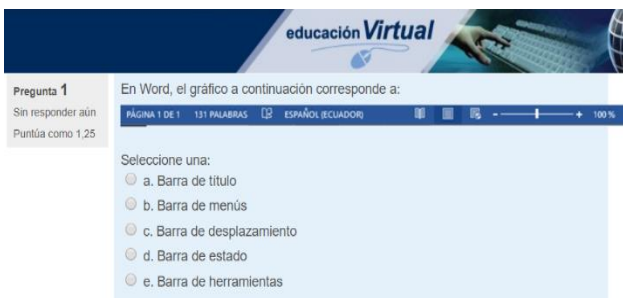 educación Virtual
Pregunta 1
Sin responder aún
Puntúa como 1,25
En Word, el gráfico a continuación corresponde a:
PÁGINA 1 DE 1 131 PALABRAS ESPAÑOL (ECUADOR) - + 100 %
Seleccione una:
a. Barra de título
b. Barra de menús
c. Barra de desplazamiento
d. Barra de estado
e. Barra de herramientas